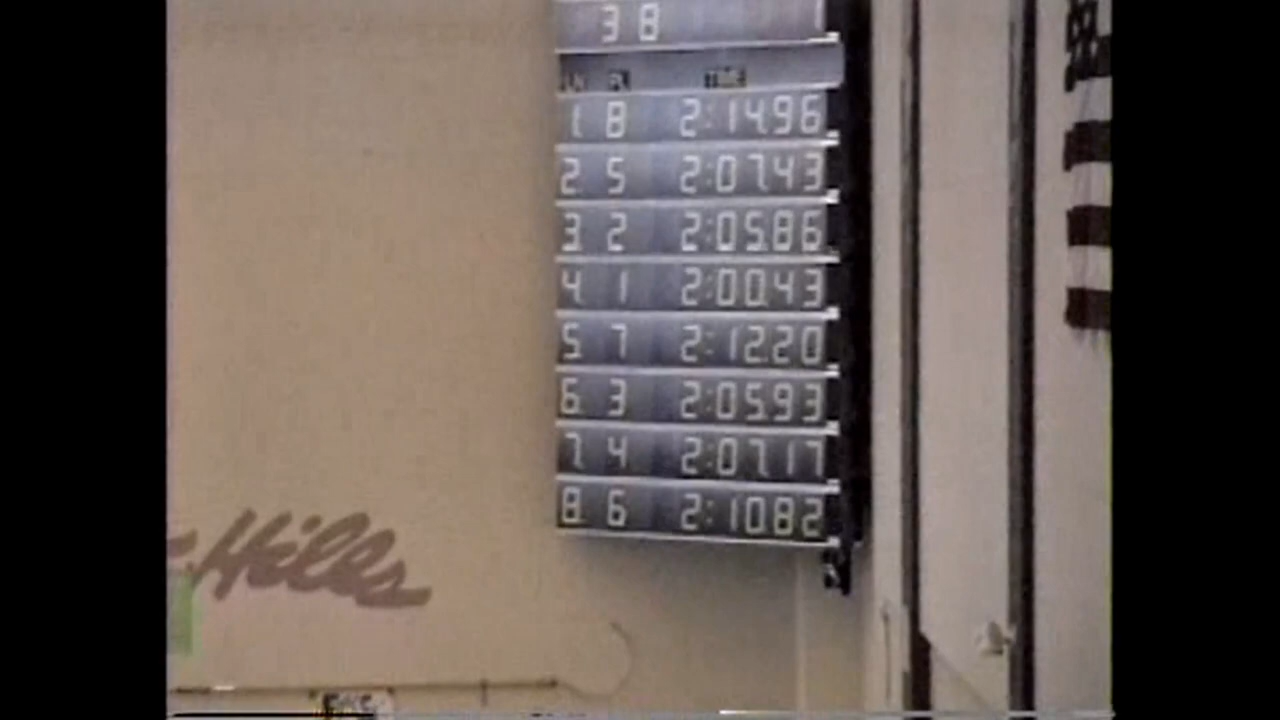 38
LN PL TIME
1. 8 2:14.96
2. 5 2:07.43
3. 2 2:05.86
4. 1 2:00.43
5. 7 2:12.20
6. 3 2:05.93
7. 4 2:07.17
8. 6 2:10.82
Hills